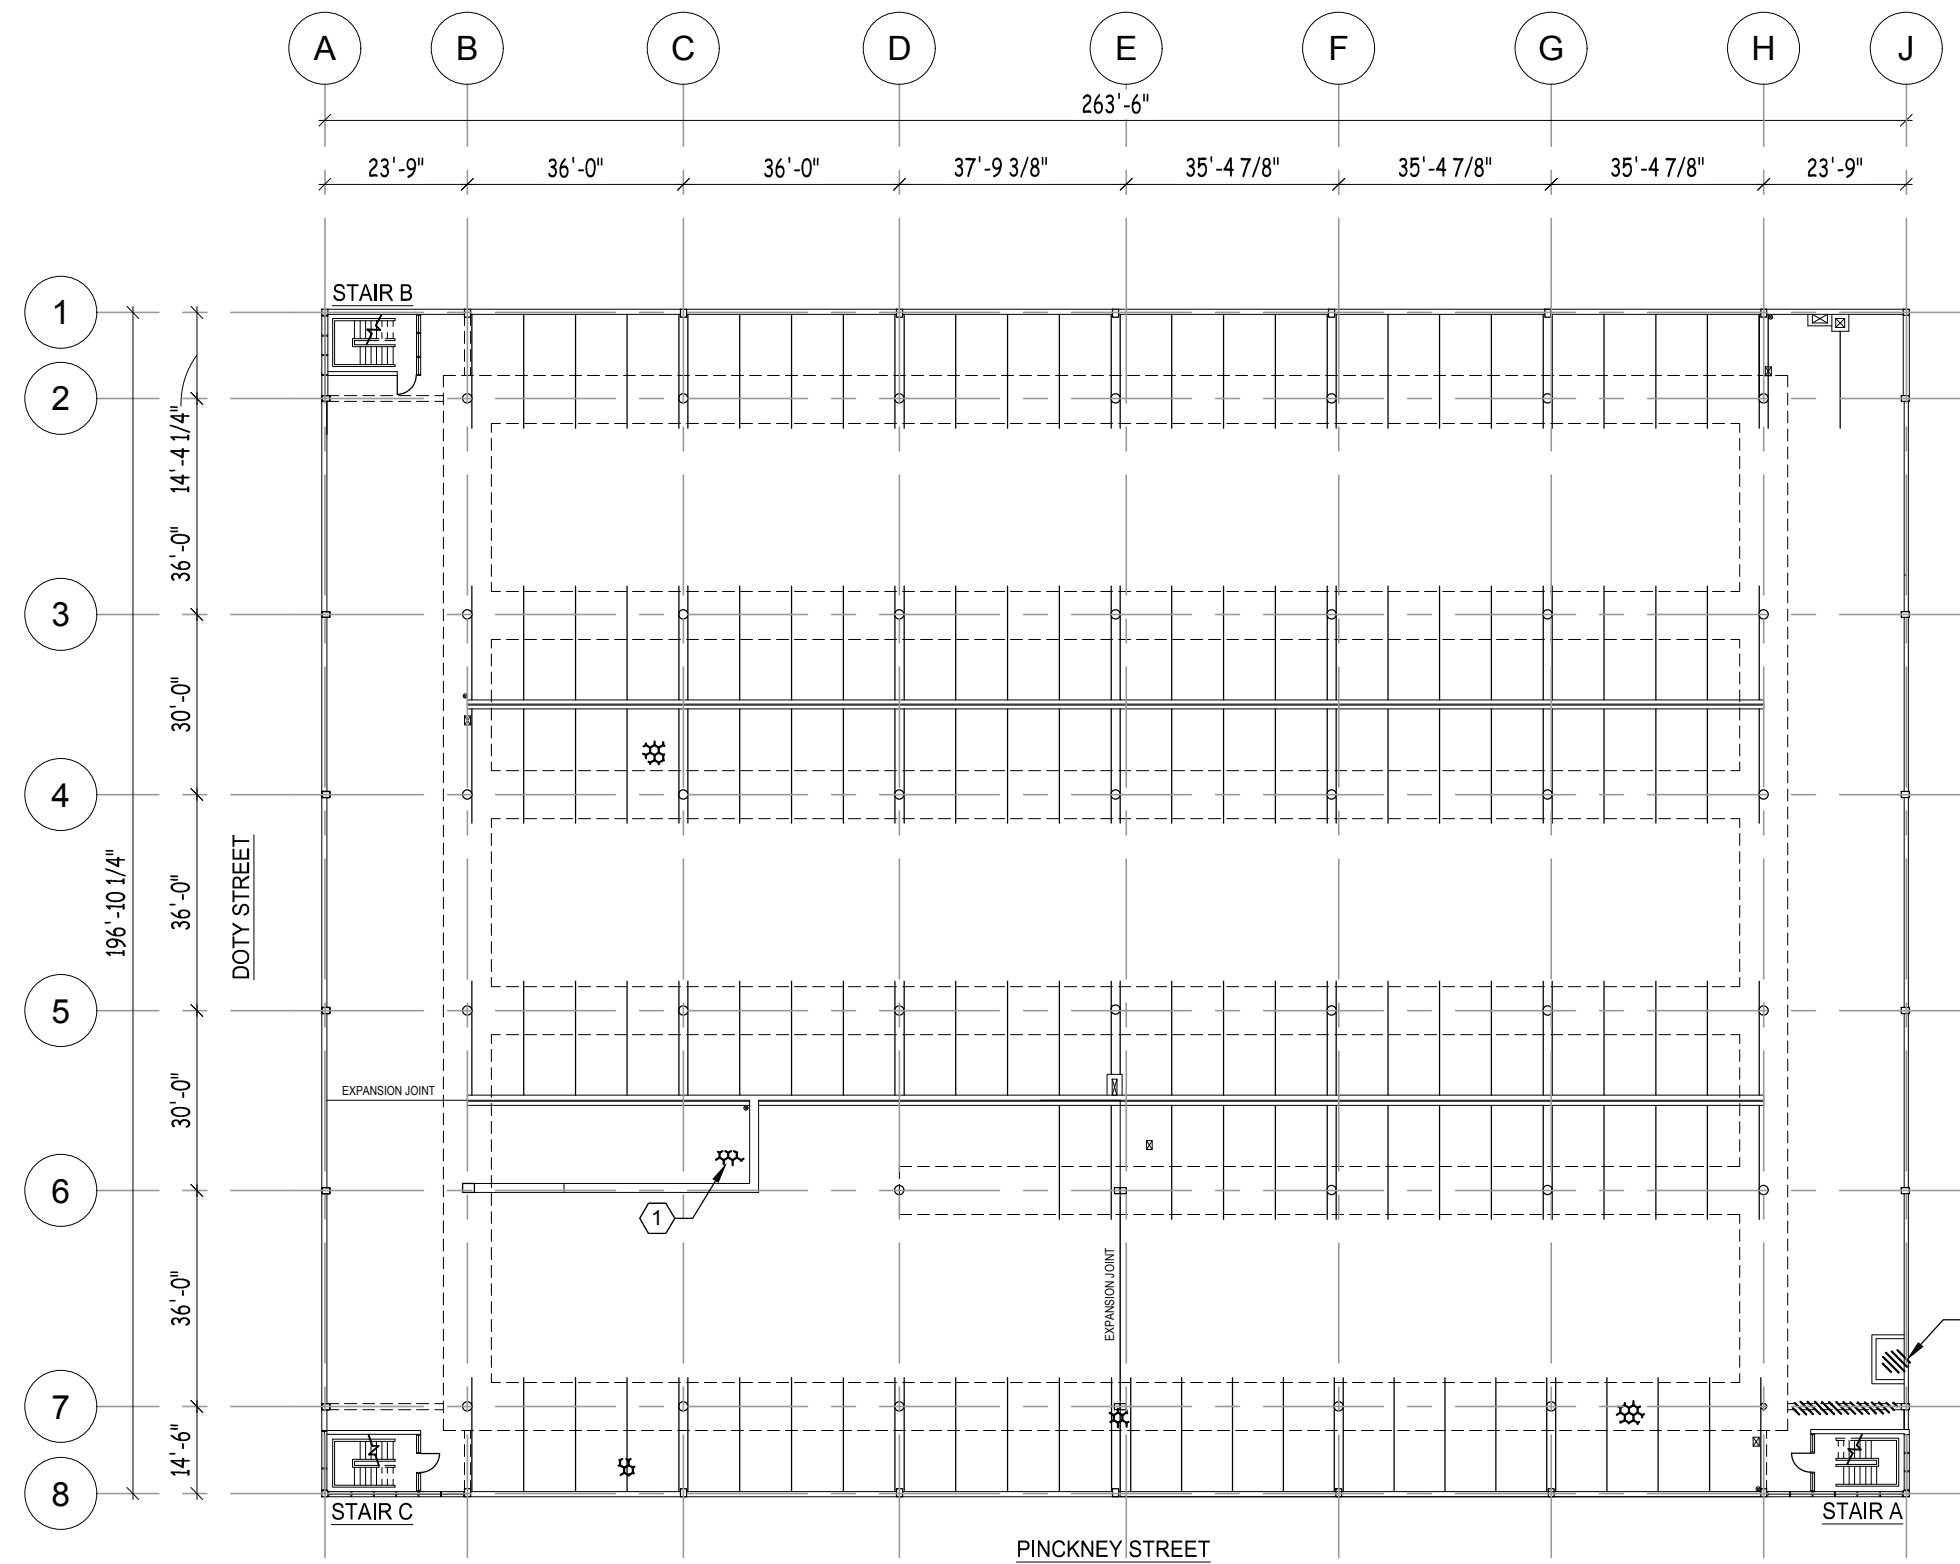 A B C D E F G H J
263'-6"
23'-9" 36'-0" 36'-0" 37'-9 3/8" 35'-4 7/8" 35'-4 7/8" 35'-4 7/8" 23'-9"
STAIR B
1
2
14'-4 1/4"
36'-0"
3
30'-0"
4
196'-10 1/4"
36'-0"
DOTY STREET
5
EXPANSION JOINT
30'-0"
6
1
EXPANSION JOINT
36'-0"
7
14'-6"
8
STAIR C
STAIR A
PINCKNEY STREET